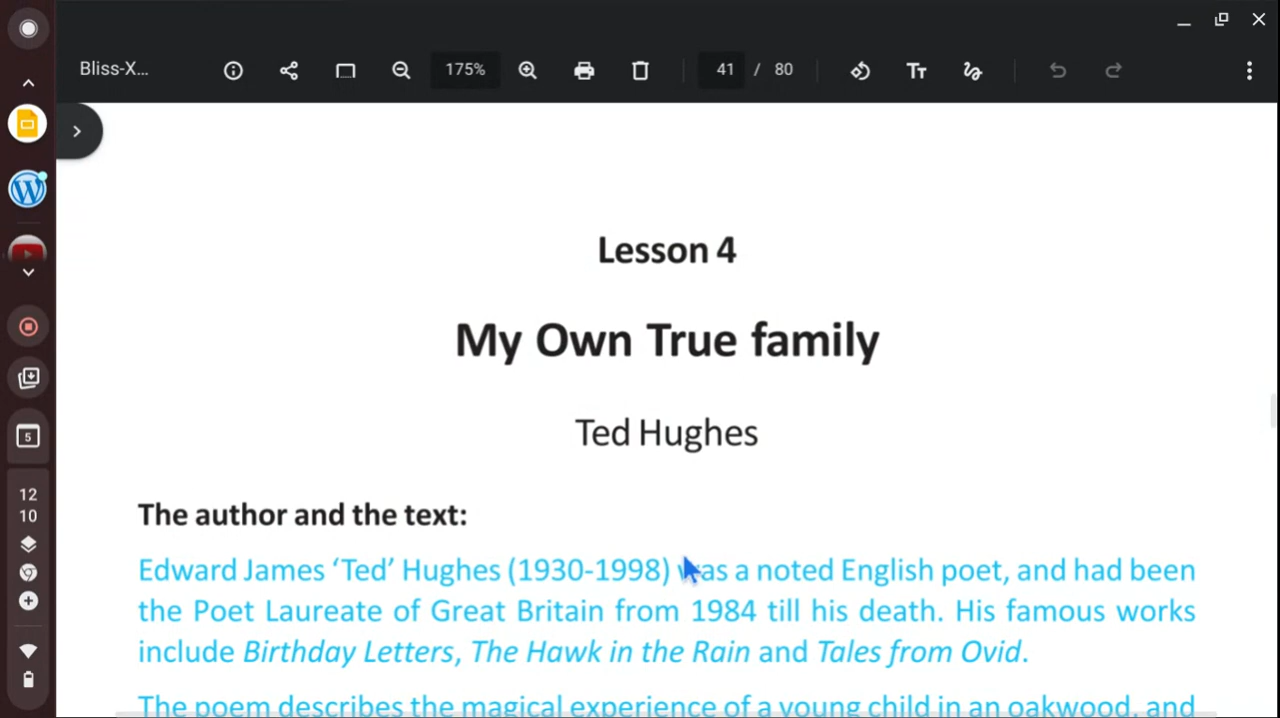 Bliss-X...
175%
41 / 80
Lesson 4
My Own True family
Ted Hughes
The author and the text:
Edward James ‘Ted’ Hughes (1930-1998) was a noted English poet, and had been
the Poet Laureate of Great Britain from 1984 till his death. His famous works
include Birthday Letters, The Hawk in the Rain and Tales from Ovid.
The poem describes the magical experience of a young child in an oakwood, and
5
12
10